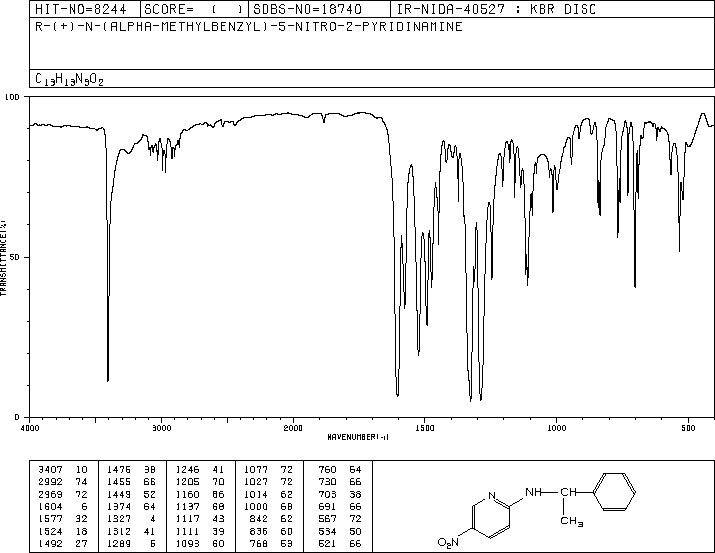 HIT-NO=8244 SCORE= ( ) SDBS-NO=18740 IR-NIDA-40527 : KBR DISC
R-(+)-N-(ALPHA-METHYLBENZYL)-5-NITRO-2-PYRIDINAMINE
C13H13N3O2
100
50
0
TRANSMITTANCE(%)
4000 3000 2000 1500 1000 500
WAVENUMBER(-1)
3407 10 1476 38 1246 41 1077 72 760 64
2992 74 1455 66 1205 70 1027 72 730 66
2969 72 1449 52 1160 86 1014 62 703 38
1604 6 1374 64 1137 68 1000 68 691 66
1577 32 1327 4 1117 43 842 62 567 72
1524 18 1312 41 1111 39 836 60 534 50
1492 27 1289 5 1093 60 768 53 521 66
N NH CH
O2N CH3